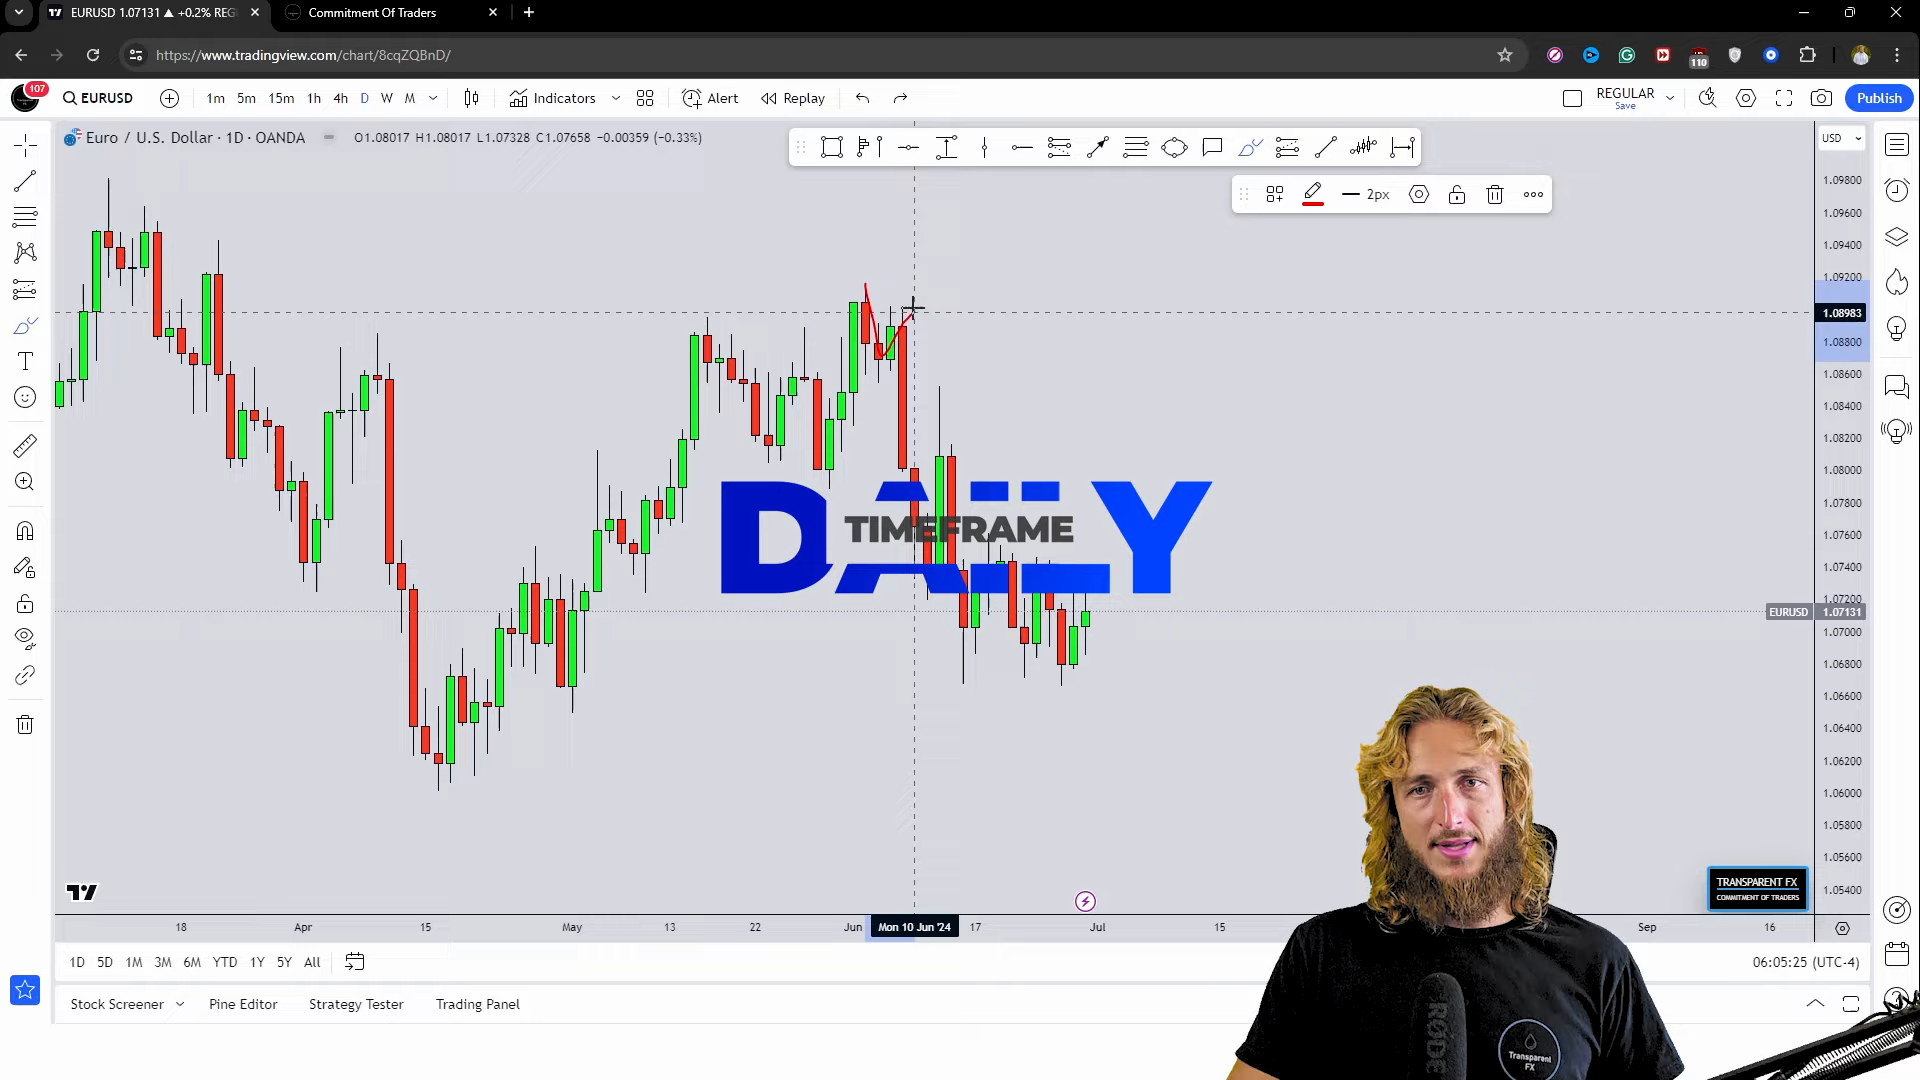 EURUSD 1.07131 ▲ +0.2% REG
Commitment Of Traders
https://www.tradingview.com/chart/8cqZQBnD/
110
107
EURUSD
1m 5m 15m 1h 4h D W M
Indicators
Alert
Replay
REGULAR
Save
Publish
Euro / U.S. Dollar · 1D · OANDA
O1.08017 H1.08017 L1.07328 C1.07658 −0.00359 (−0.33%)
USD
2px
1.09800
1.09600
1.09400
1.09200
1.08983
1.08800
1.08600
1.08400
1.08200
1.08000
1.07800
1.07600
1.07400
1.07200
EURUSD 1.07131
1.07000
1.06800
1.06600
1.06400
1.06200
1.06000
1.05800
1.05600
1.05400
DAILY
TIMEFRAME
TRANSPARENT FX
COMMITMENT OF TRADERS
18 Apr 15 May 13 22 Jun Mon 10 Jun '24 17 Jul 15 Sep 16
1D 5D 1M 3M 6M YTD 1Y 5Y All
06:05:25 (UTC-4)
Stock Screener Pine Editor Strategy Tester Trading Panel
RØDE
Transparent
FX